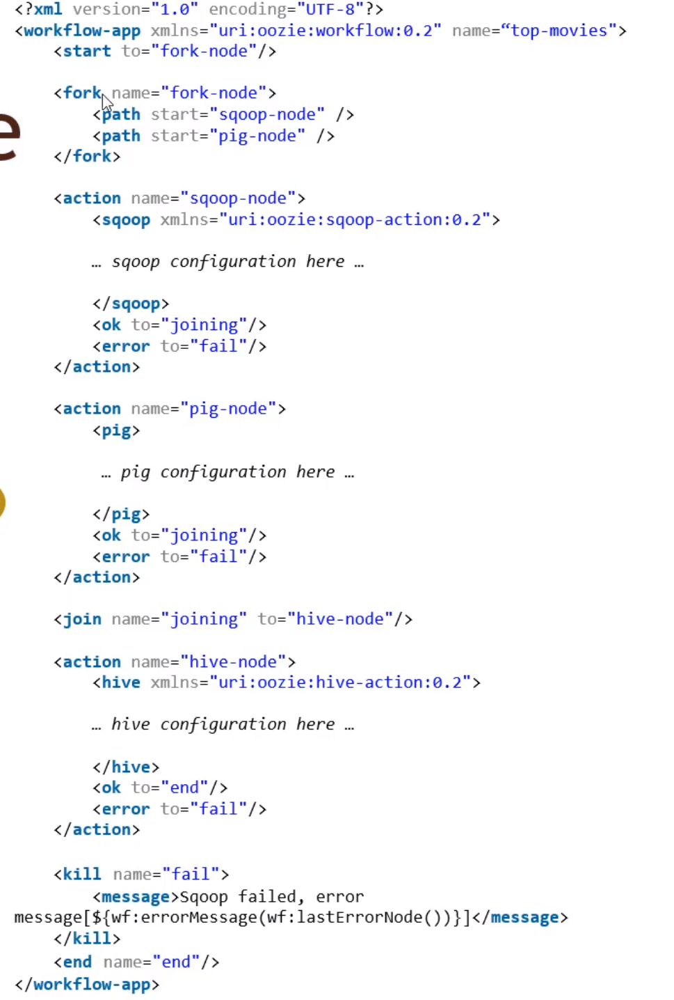 <?xml version="1.0" encoding="UTF-8"?>
<workflow-app xmlns="uri:oozie:workflow:0.2" name=“top-movies">
    <start to="fork-node"/>

    <fork name="fork-node">
        <path start="sqoop-node" />
        <path start="pig-node" />
e
    </fork>

    <action name="sqoop-node">
        <sqoop xmlns="uri:oozie:sqoop-action:0.2">

        … sqoop configuration here …

        </sqoop>
        <ok to="joining"/>
        <error to="fail"/>
    </action>

    <action name="pig-node">
        <pig>

         … pig configuration here …

        </pig>
        <ok to="joining"/>
        <error to="fail"/>
    </action>

    <join name="joining" to="hive-node"/>

    <action name="hive-node">
        <hive xmlns="uri:oozie:hive-action:0.2">

        … hive configuration here …

        </hive>
        <ok to="end"/>
        <error to="fail"/>
    </action>

    <kill name="fail">
        <message>Sqoop failed, error
message[${wf:errorMessage(wf:lastErrorNode())}]</message>
    </kill>
    <end name="end"/>
</workflow-app>